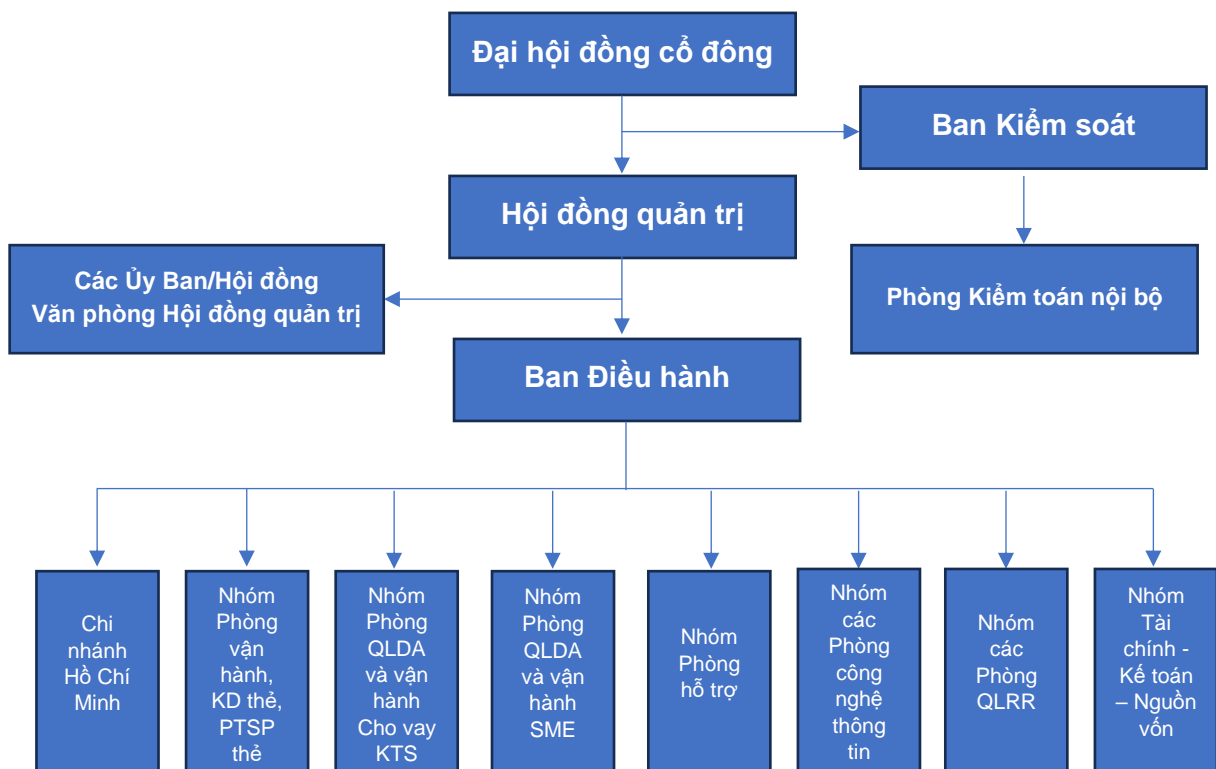 Đại hội đồng cổ đông
Ban Kiểm soát
Hội đồng quản trị
Các Ủy Ban/Hội đồng
Văn phòng Hội đồng quản trị
Phòng Kiểm toán nội bộ
Ban Điều hành
Chi
nhánh
Hồ Chí
Minh
Nhóm
Phòng
vận
hành,
KD thẻ,
PTSP
thẻ
Nhóm
Phòng
QLDA
và vận
hành
Cho vay
KTS
Nhóm
Phòng
QLDA
và vận
hành
SME
Nhóm
Phòng
hỗ trợ
Nhóm
các
Phòng
công
nghệ
thông
tin
Nhóm
các
Phòng
QLRR
Nhóm
Tài
chính -
Kế toán
– Nguồn
vốn